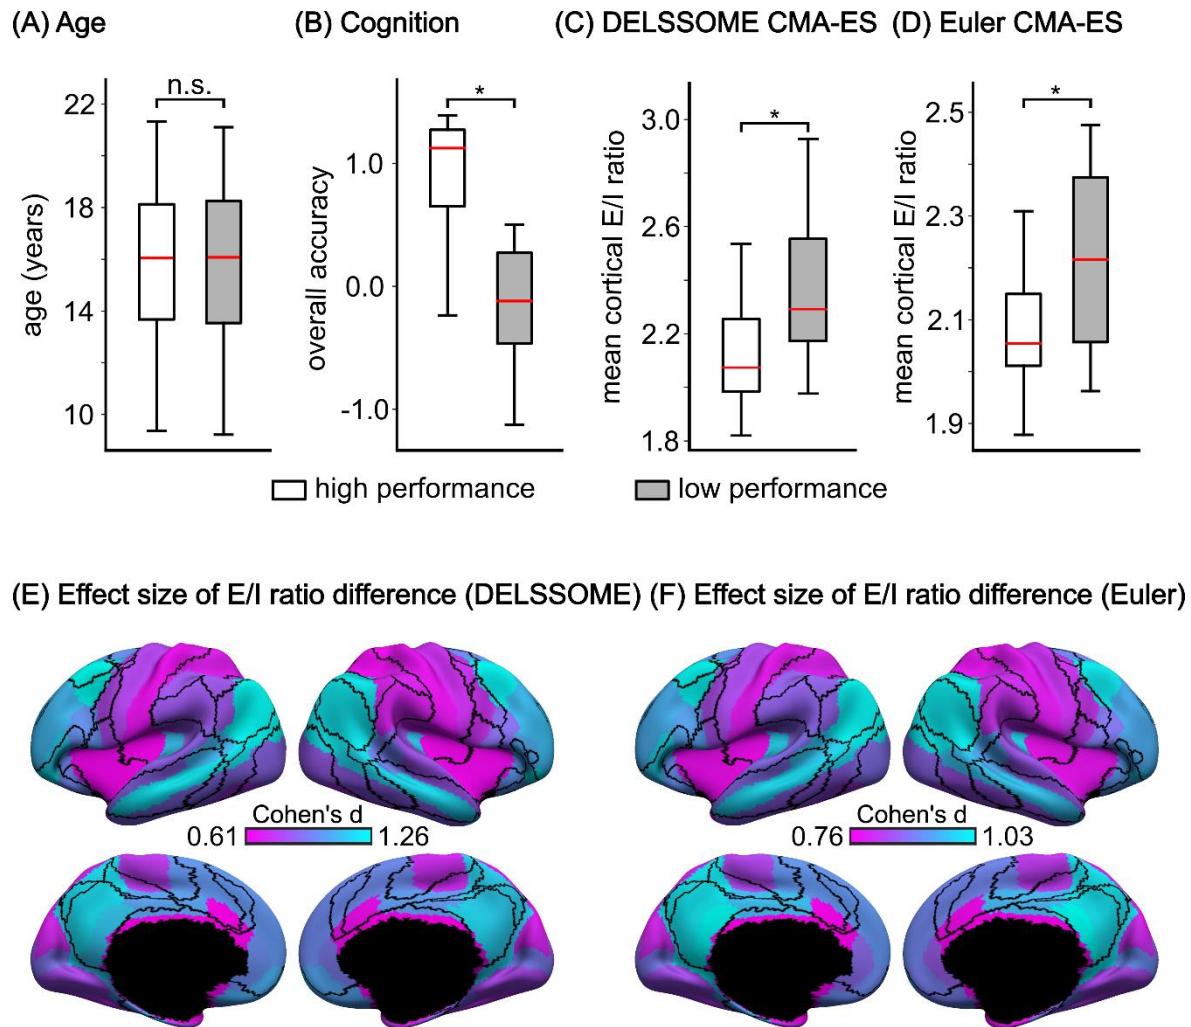 (A) Age
(B) Cognition
(C) DELSSOME CMA-ES
(D) Euler CMA-ES
n.s.
22
18
14
10
age (years)
*
1.0
0.0
-1.0
overall accuracy
*
3.0
2.6
2.2
1.8
mean cortical E/I ratio
*
2.5
2.3
2.1
1.9
mean cortical E/I ratio
high performance
low performance
(E) Effect size of E/I ratio difference (DELSSOME)
(F) Effect size of E/I ratio difference (Euler)
Cohen's d
0.61 1.26
Cohen's d
0.76 1.03